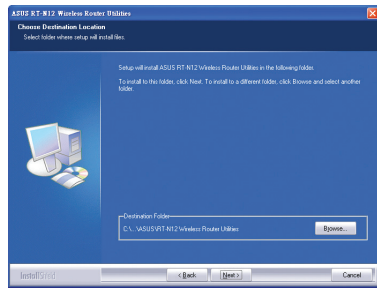 ASUS RT-N12 Wireless Router Utilities
Choose Destination Location
Select folder where setup will install files.
Setup will install ASUS RT-N12 Wireless Router Utilities in the following folder.
To install to this folder, click Next. To install to a different folder, click Browse and select another
folder.
Destination Folder
C:\...\ASUS\RT-N12 Wireless Router Utilities
Browse...
InstallShield
< Back
Next >
Cancel